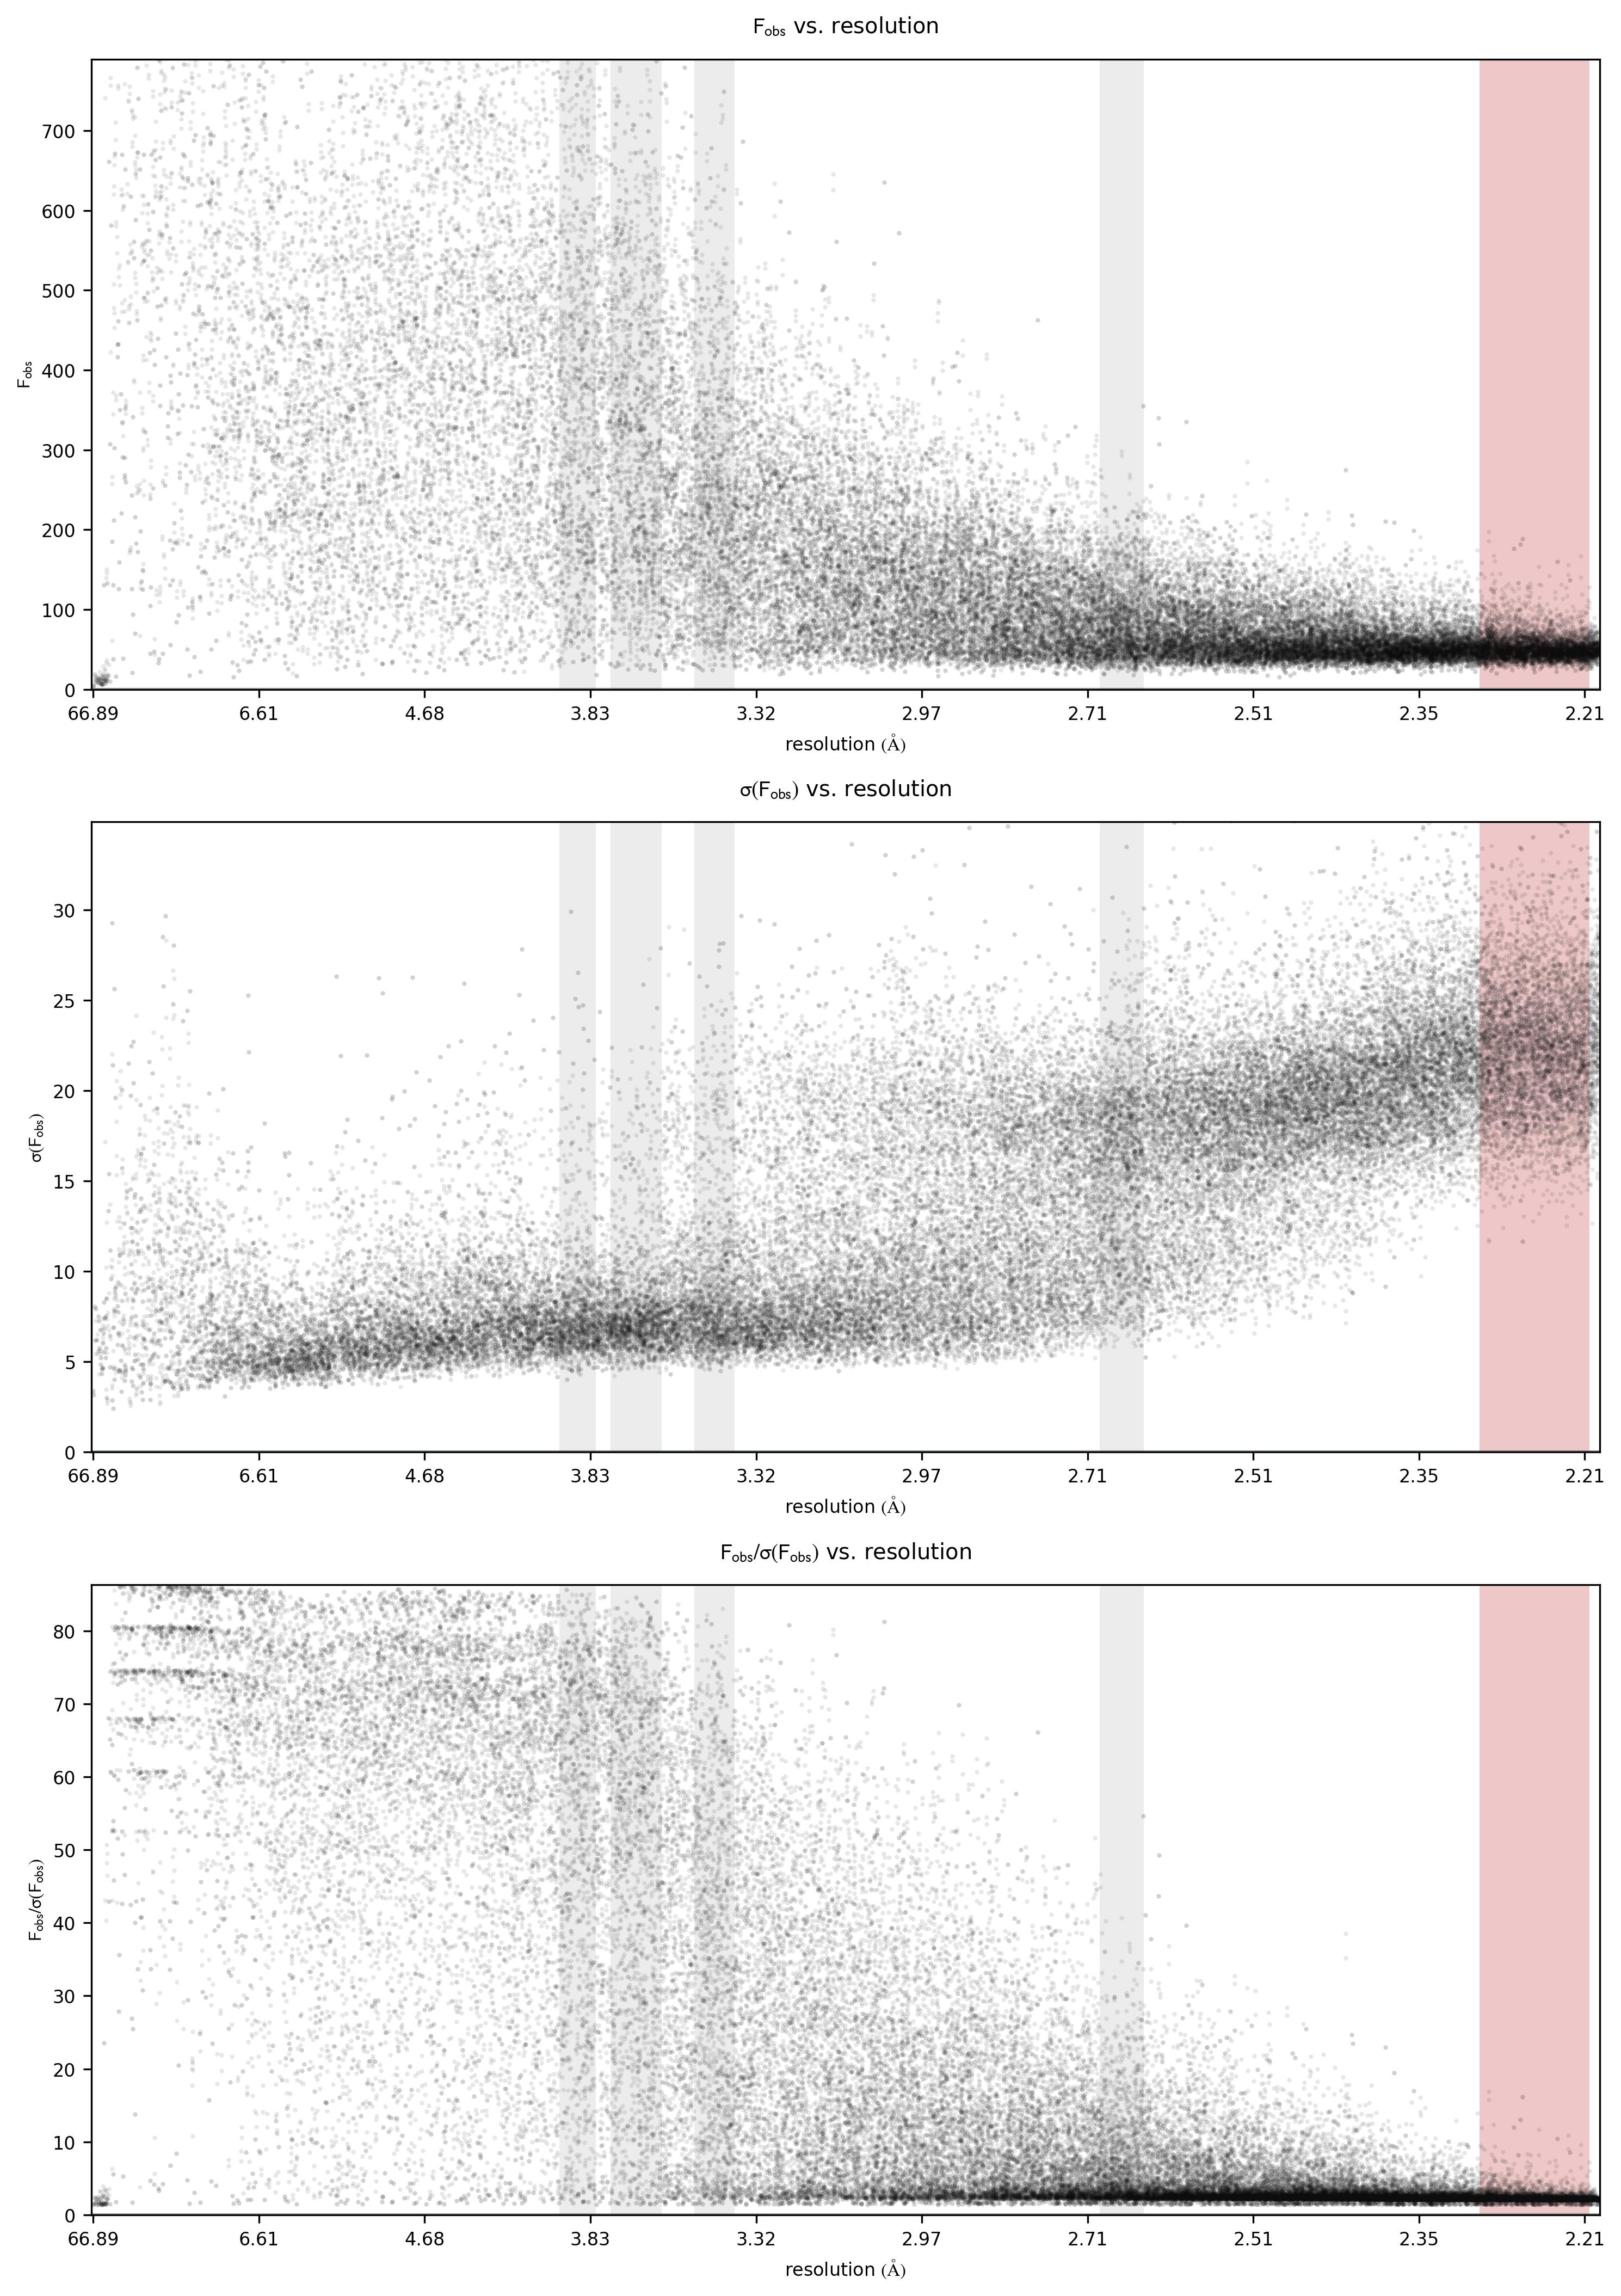 Fobs vs. resolution
700
600
500
400
300
200
100
0
Fobs
66.89 6.61 4.68 3.83 3.32 2.97 2.71 2.51 2.35 2.21
resolution (Å)
σ(Fobs) vs. resolution
30
25
20
15
10
5
0
σ(Fobs)
66.89 6.61 4.68 3.83 3.32 2.97 2.71 2.51 2.35 2.21
resolution (Å)
Fobs/σ(Fobs) vs. resolution
80
70
60
50
40
30
20
10
0
Fobs/σ(Fobs)
66.89 6.61 4.68 3.83 3.32 2.97 2.71 2.51 2.35 2.21
resolution (Å)